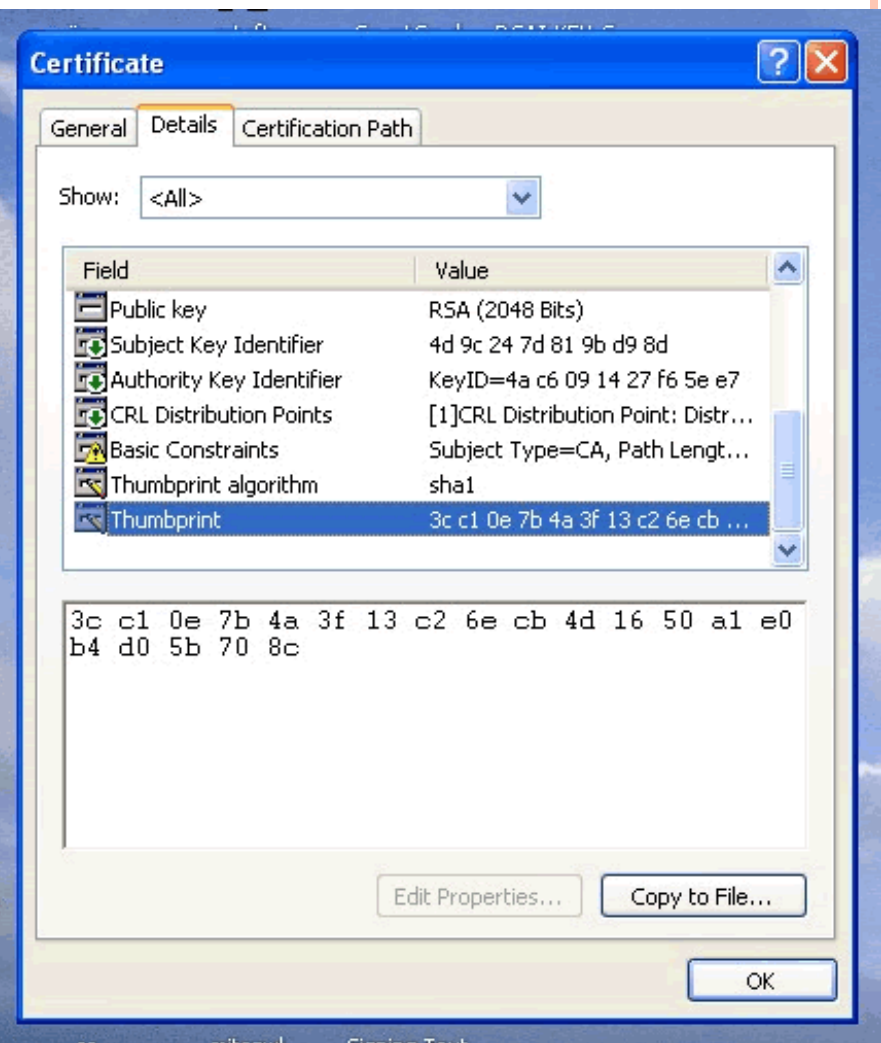 Certificate
General Details Certification Path
Show: <All>
Field Value
Public key RSA (2048 Bits)
Subject Key Identifier 4d 9c 24 7d 81 9b d9 8d
Authority Key Identifier KeyID=4a c6 09 14 27 f6 5e e7
CRL Distribution Points [1]CRL Distribution Point: Distr...
Basic Constraints Subject Type=CA, Path Lengt...
Thumbprint algorithm sha1
Thumbprint 3c c1 0e 7b 4a 3f 13 c2 6e cb ...
3c c1 0e 7b 4a 3f 13 c2 6e cb 4d 16 50 a1 e0
b4 d0 5b 70 8c
Edit Properties... Copy to File...
OK